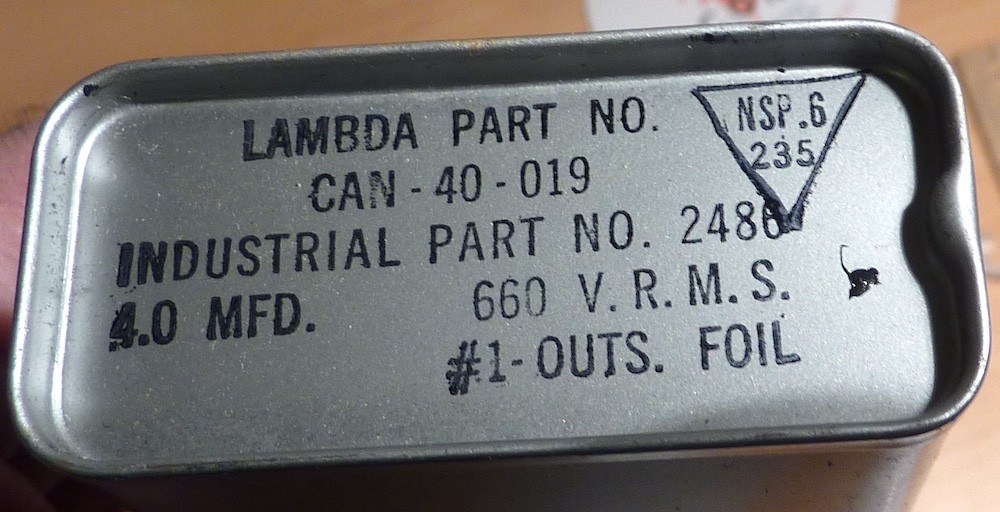 LAMBDA PART NO.
CAN-40-019
INDUSTRIAL PART NO. 2486
4.0 MFD. 660 V.R.M.S.
#1-OUTS. FOIL
NSP.6
235